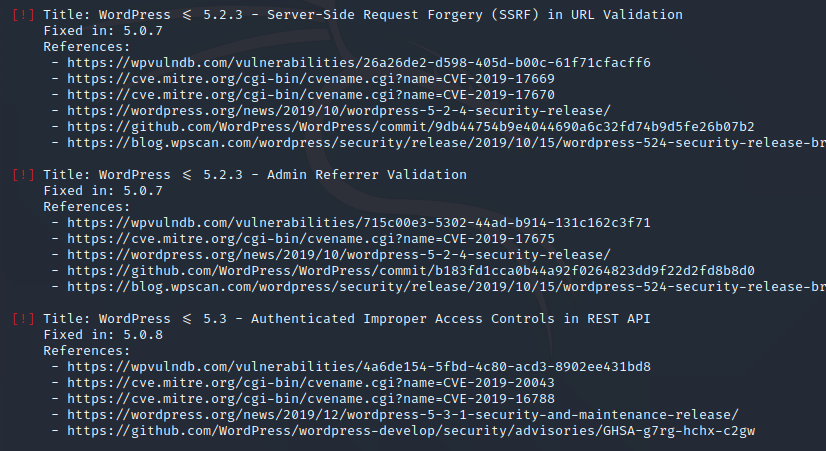 [!] Title: WordPress ≤ 5.2.3 - Server-Side Request Forgery (SSRF) in URL Validation
Fixed in: 5.0.7
References:
- https://wpvulndb.com/vulnerabilities/26a26de2-d598-405d-b00c-61f71cfacff6
- https://cve.mitre.org/cgi-bin/cvename.cgi?name=CVE-2019-17669
- https://cve.mitre.org/cgi-bin/cvename.cgi?name=CVE-2019-17670
- https://wordpress.org/news/2019/10/wordpress-5-2-4-security-release/
- https://github.com/WordPress/WordPress/commit/9db44754b9e4044690a6c32fd74b9d5fe26b07b2
- https://blog.wpscan.com/wordpress/security/release/2019/10/15/wordpress-524-security-release-br
[!] Title: WordPress ≤ 5.2.3 - Admin Referrer Validation
Fixed in: 5.0.7
References:
- https://wpvulndb.com/vulnerabilities/715c00e3-5302-44ad-b914-131c162c3f71
- https://cve.mitre.org/cgi-bin/cvename.cgi?name=CVE-2019-17675
- https://wordpress.org/news/2019/10/wordpress-5-2-4-security-release/
- https://github.com/WordPress/WordPress/commit/b183fd1cca0b44a92f0264823dd9f22d2fd8b8d0
- https://blog.wpscan.com/wordpress/security/release/2019/10/15/wordpress-524-security-release-br
[!] Title: WordPress ≤ 5.3 - Authenticated Improper Access Controls in REST API
Fixed in: 5.0.8
References:
- https://wpvulndb.com/vulnerabilities/4a6de154-5fbd-4c80-acd3-8902ee431bd8
- https://cve.mitre.org/cgi-bin/cvename.cgi?name=CVE-2019-20043
- https://cve.mitre.org/cgi-bin/cvename.cgi?name=CVE-2019-16788
- https://wordpress.org/news/2019/12/wordpress-5-3-1-security-and-maintenance-release/
- https://github.com/WordPress/wordpress-develop/security/advisories/GHSA-g7rg-hchx-c2gw